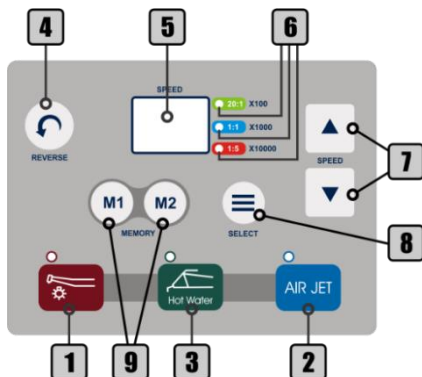 4
5
6
SPEED
20:1 X100
1:1 X1000
1:5 X10000
REVERSE
SPEED
7
M1 M2
MEMORY
SELECT
8
Hot Water
AIR JET
1
9
3
2